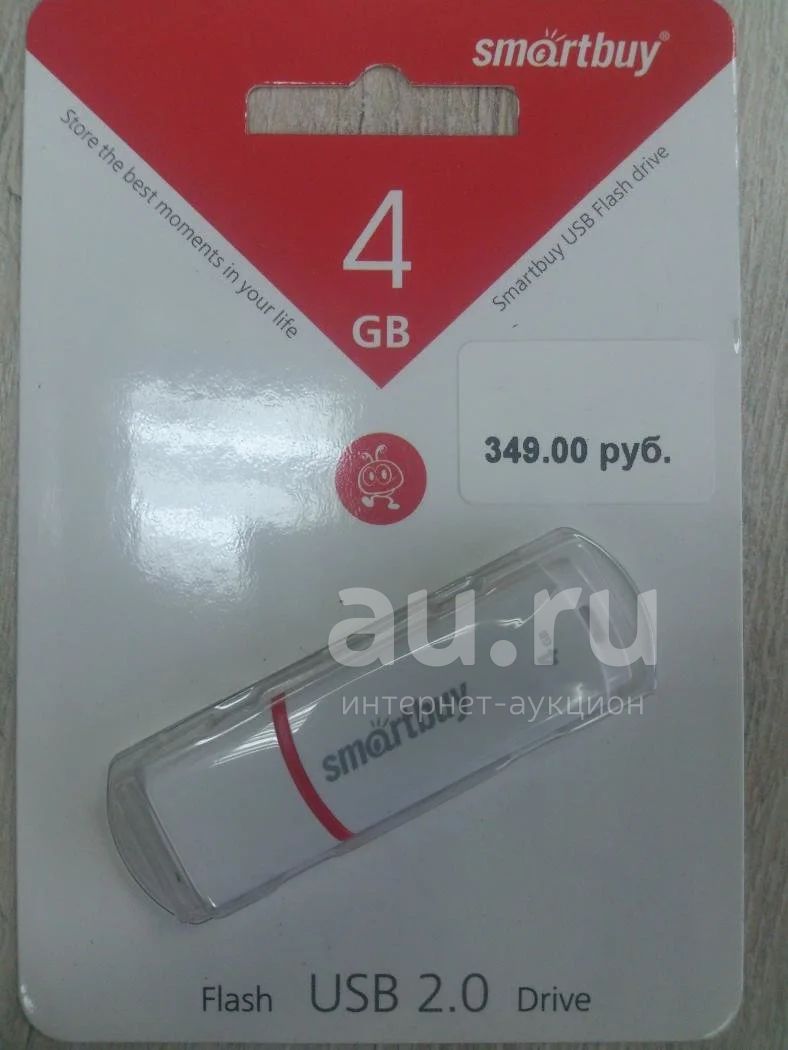 smartbuy®
Store the best moments in your life
Smartbuy USB Flash drive
4
GB
349.00 руб.
au.ru
интернет-аукцион
smartbuy
Flash USB 2.0 Drive